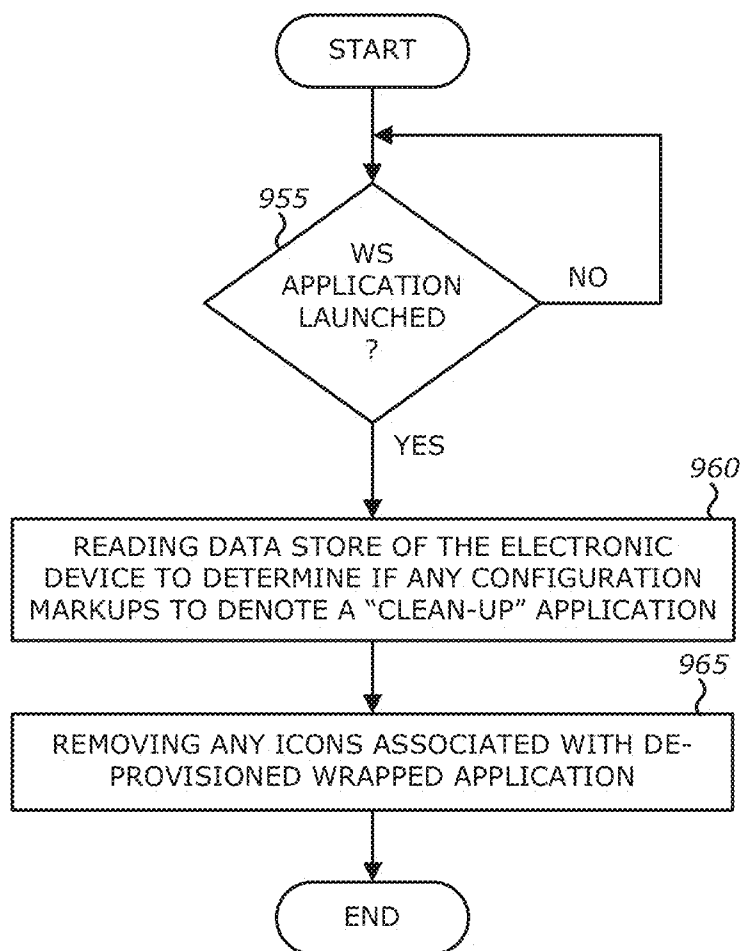 START
955
WS
APPLICATION
LAUNCHED
?
NO
YES
960
READING DATA STORE OF THE ELECTRONIC
DEVICE TO DETERMINE IF ANY CONFIGURATION
MARKUPS TO DENOTE A “CLEAN-UP” APPLICATION
965
REMOVING ANY ICONS ASSOCIATED WITH DE-
PROVISIONED WRAPPED APPLICATION
END